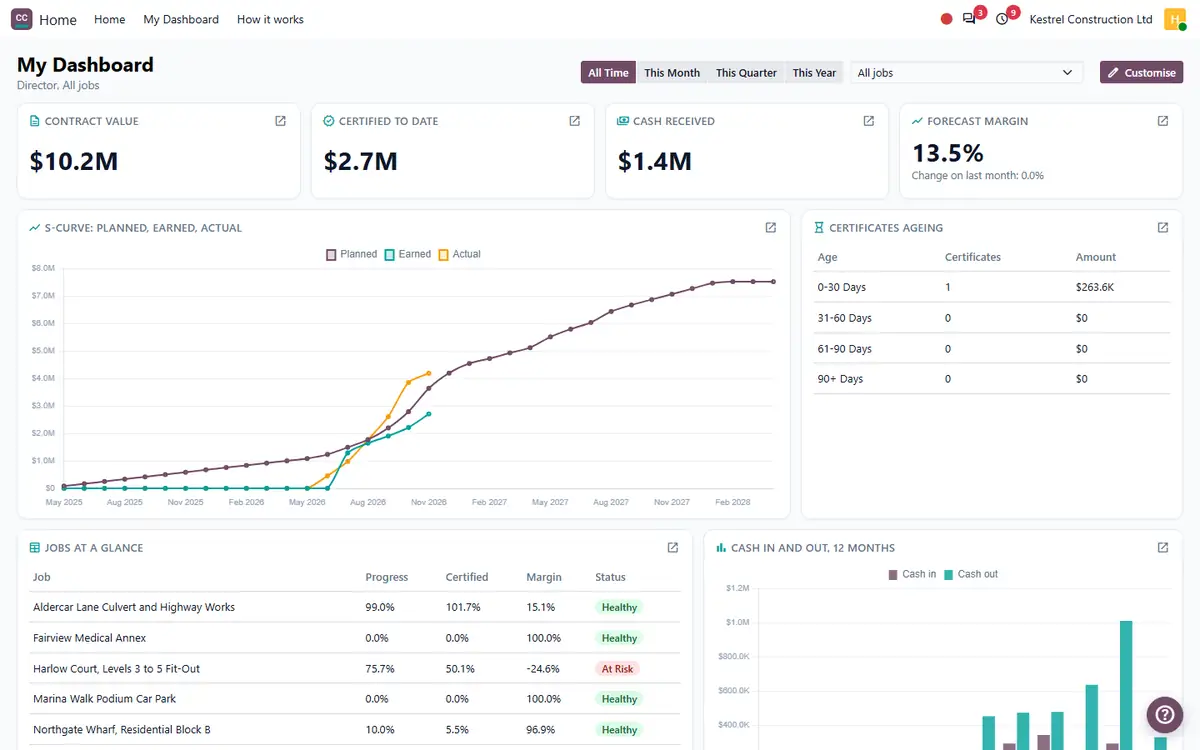 CC Home Home My Dashboard How it works 3 9 Kestrel Construction Ltd H
My Dashboard
Director, All jobs
All Time This Month This Quarter This Year All jobs Customise
CONTRACT VALUE
$10.2M
CERTIFIED TO DATE
$2.7M
CASH RECEIVED
$1.4M
FORECAST MARGIN
13.5%
Change on last month: 0.0%
S-CURVE: PLANNED, EARNED, ACTUAL
Planned Earned Actual
$8.0M
$7.0M
$6.0M
$5.0M
$4.0M
$3.0M
$2.0M
$1.0M
$0
May 2025 Aug 2025 Nov 2025 Feb 2026 May 2026 Aug 2026 Nov 2026 Feb 2027 May 2027 Aug 2027 Nov 2027 Feb 2028
CERTIFICATES AGEING
Age Certificates Amount
0-30 Days 1 $263.6K
31-60 Days 0 $0
61-90 Days 0 $0
90+ Days 0 $0
JOBS AT A GLANCE
Job Progress Certified Margin Status
Aldercar Lane Culvert and Highway Works 99.0% 101.7% 15.1% Healthy
Fairview Medical Annex 0.0% 0.0% 100.0% Healthy
Harlow Court, Levels 3 to 5 Fit-Out 75.7% 50.1% -24.6% At Risk
Marina Walk Podium Car Park 0.0% 0.0% 100.0% Healthy
Northgate Wharf, Residential Block B 10.0% 5.5% 96.9% Healthy
CASH IN AND OUT, 12 MONTHS
Cash in Cash out
$1.2M
$1.0M
$800.0K
$600.0K
$400.0K